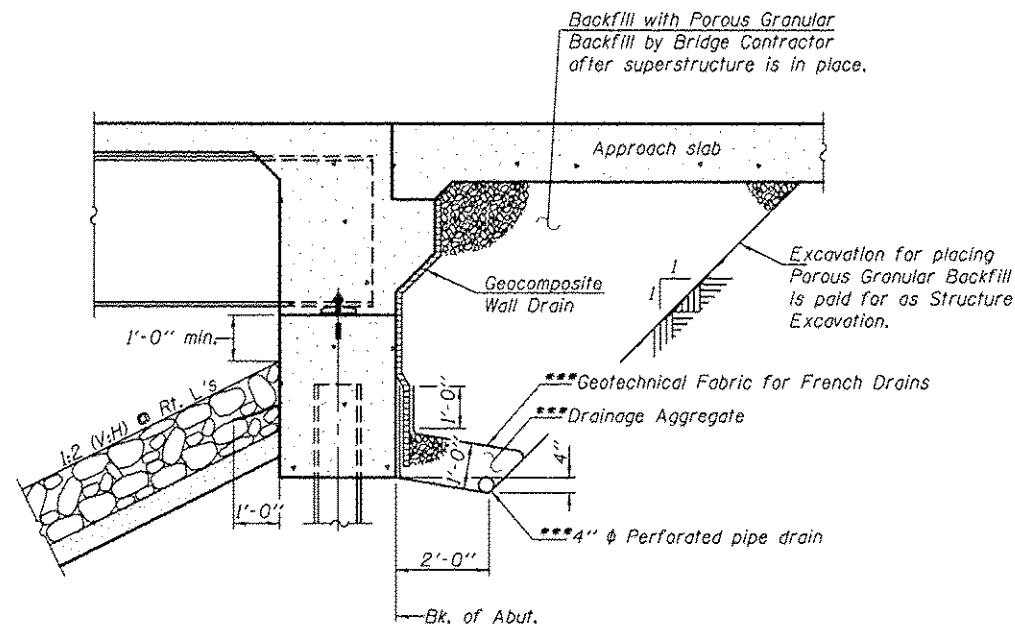 Backfill with Porous Granular
Backfill by Bridge Contractor
after superstructure is in place.
Approach slab
Geocomposite
Wall Drain
1
1
Excavation for placing
Porous Granular Backfill
is paid for as Structure
Excavation.
1'-0" min.
1:2 (V:H) @ Rt. L's
1'-0"
1'-0"
1'-0"
4"
***Geotechnical Fabric for French Drains
***Drainage Aggregate
***4" ϕ Perforated pipe drain
2'-0"
Bk. of Abut.